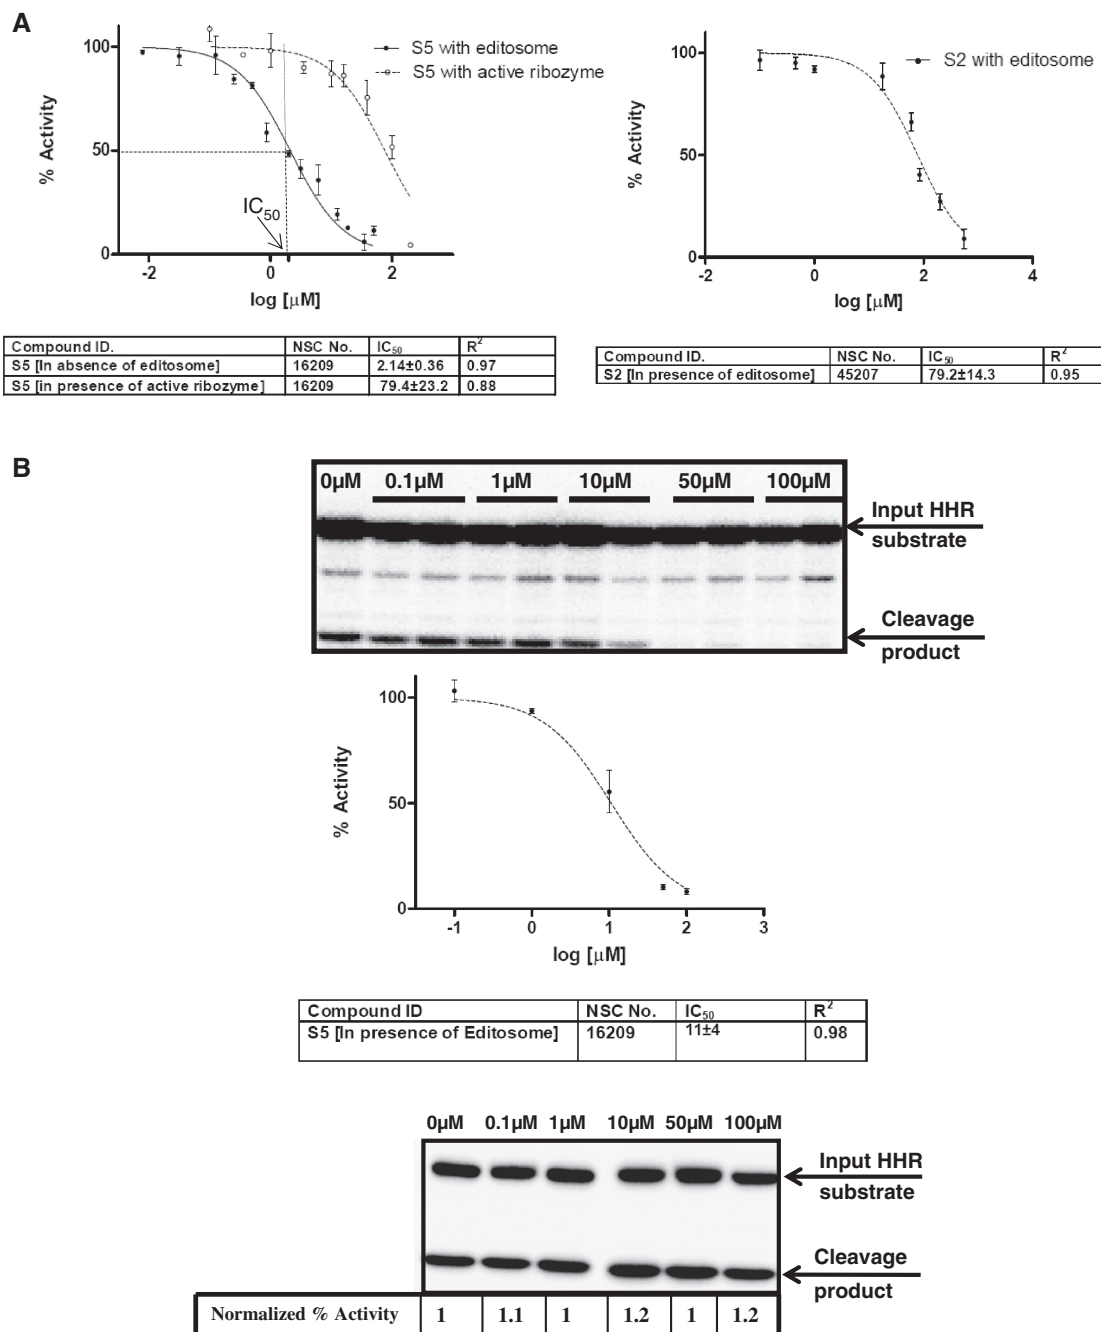 A
100
50
0
% Activity
-2
0
2
log [μM]
IC50
S5 with editosome
S5 with active ribozyme
100
50
0
% Activity
-2
0
2
4
log [μM]
S2 with editosome
Compound ID. NSC No. IC50 R2
S5 [In absence of editosome] 16209 2.14±0.36 0.97
S5 [in presence of active ribozyme] 16209 79.4±23.2 0.88
Compound ID. NSC No. IC50 R2
S2 [In presence of editosome] 45207 79.2±14.3 0.95
B
0μM 0.1μM 1μM 10μM 50μM 100μM
Input HHR
substrate
Cleavage
product
100
50
0
% Activity
-1
0
1
2
3
log [μM]
Compound ID NSC No. IC50 R2
S5 [In presence of Editosome] 16209 11±4 0.98
0μM 0.1μM 1μM 10μM 50μM 100μM
Input HHR
substrate
Cleavage
product
Normalized % Activity 1 1.1 1 1.2 1 1.2